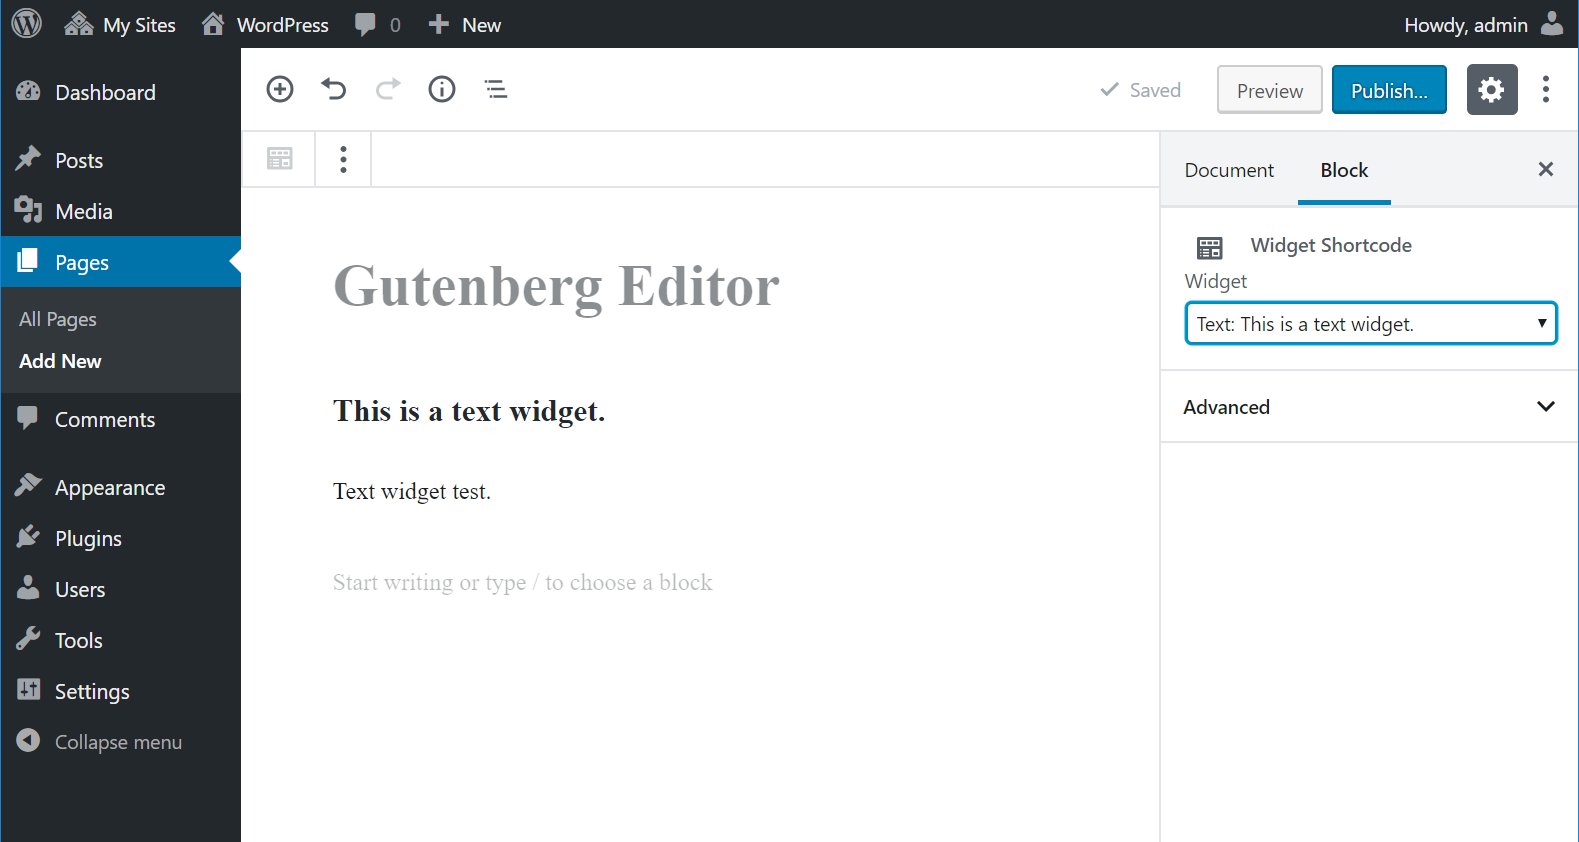 My Sites WordPress 0 New Howdy, admin
Dashboard
Posts
Media
Pages
All Pages
Add New
Comments
Appearance
Plugins
Users
Tools
Settings
Collapse menu
Saved Preview Publish...
Gutenberg Editor
This is a text widget.
Text widget test.
Start writing or type / to choose a block
Document Block
Widget Shortcode
Widget
Text: This is a text widget.
Advanced